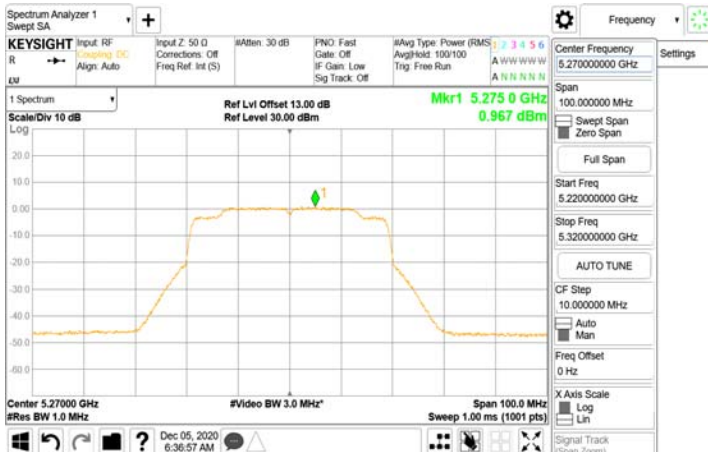 Spectrum Analyzer 1
Swept SA
+
Frequency
KEYSIGHT
R
Input: RF
Coupling: DC
Align: Auto
Input Z: 50 Ω
Corrections: Off
Freq Ref: Int (S)
#Atten: 30 dB
PNO: Fast
Gate: Off
IF Gain: Low
Sig Track: Off
#Avg Type: Power (RMS
Avg|Hold: 100/100
Trig: Free Run
1 2 3 4 5 6
A W W W W W
A N N N N N
LXI
1 Spectrum
Scale/Div 10 dB
Ref Lvl Offset 13.00 dB
Ref Level 30.00 dBm
Mkr1 5.275 0 GHz
0.967 dBm
Log
20.0
10.0
0.00
-10.0
-20.0
-30.0
-40.0
-50.0
-60.0
1
Center 5.27000 GHz
#Res BW 1.0 MHz
#Video BW 3.0 MHz*
Span 100.0 MHz
Sweep 1.00 ms (1001 pts)
?
Dec 05, 2020
6:36:57 AM
Center Frequency
5.270000000 GHz
Settings
Span
100.000000 MHz
Swept Span
Zero Span
Full Span
Start Freq
5.220000000 GHz
Stop Freq
5.320000000 GHz
AUTO TUNE
CF Step
10.000000 MHz
Auto
Man
Freq Offset
0 Hz
X Axis Scale
Log
Lin
Signal Track
(Span Zoom)